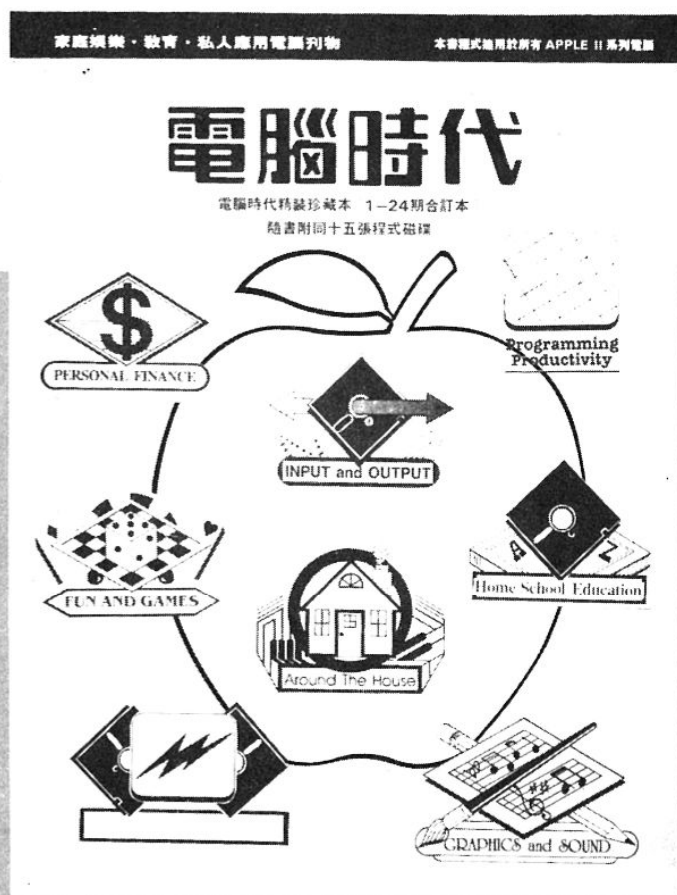 家庭娛樂・教育・私人應用電腦刊物
本書程式適用於所有 APPLE II 系列電腦
電腦時代
電腦時代精裝珍藏本 1-24期合訂本
隨書附同十五張程式磁碟
$
PERSONAL FINANCE
Programming
Productivity
INPUT and OUTPUT
A Z
Home School Education
FUN AND GAMES
Around The House
GRAPHICS and SOUND